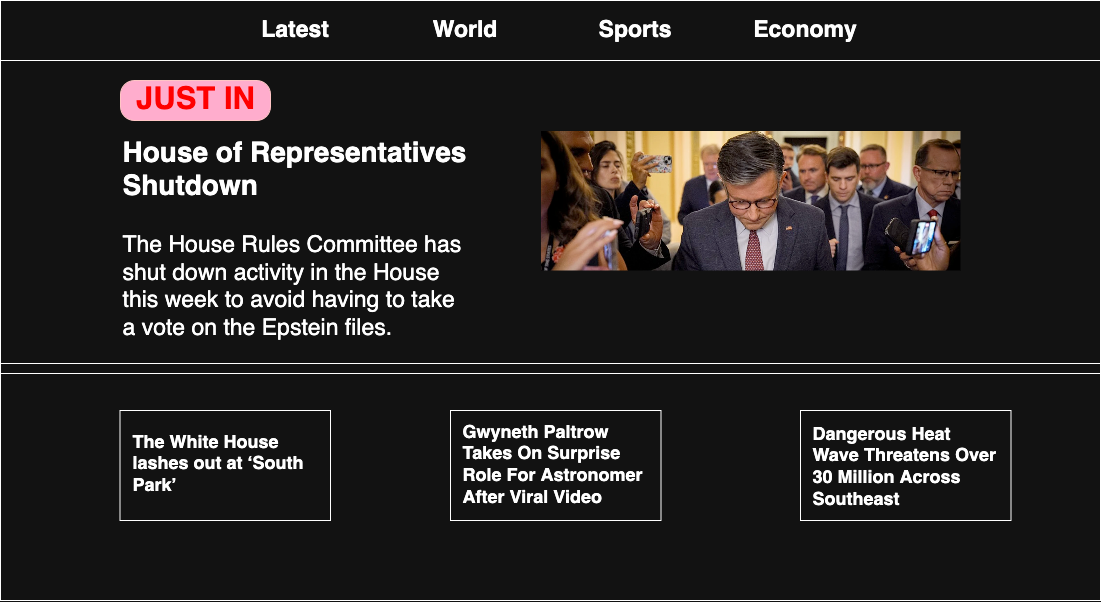 Latest World Sports Economy
JUST IN
House of Representatives
Shutdown
The House Rules Committee has
shut down activity in the House
this week to avoid having to take
a vote on the Epstein files.
The White House
lashes out at ‘South
Park’
Gwyneth Paltrow
Takes On Surprise
Role For Astronomer
After Viral Video
Dangerous Heat
Wave Threatens Over
30 Million Across
Southeast